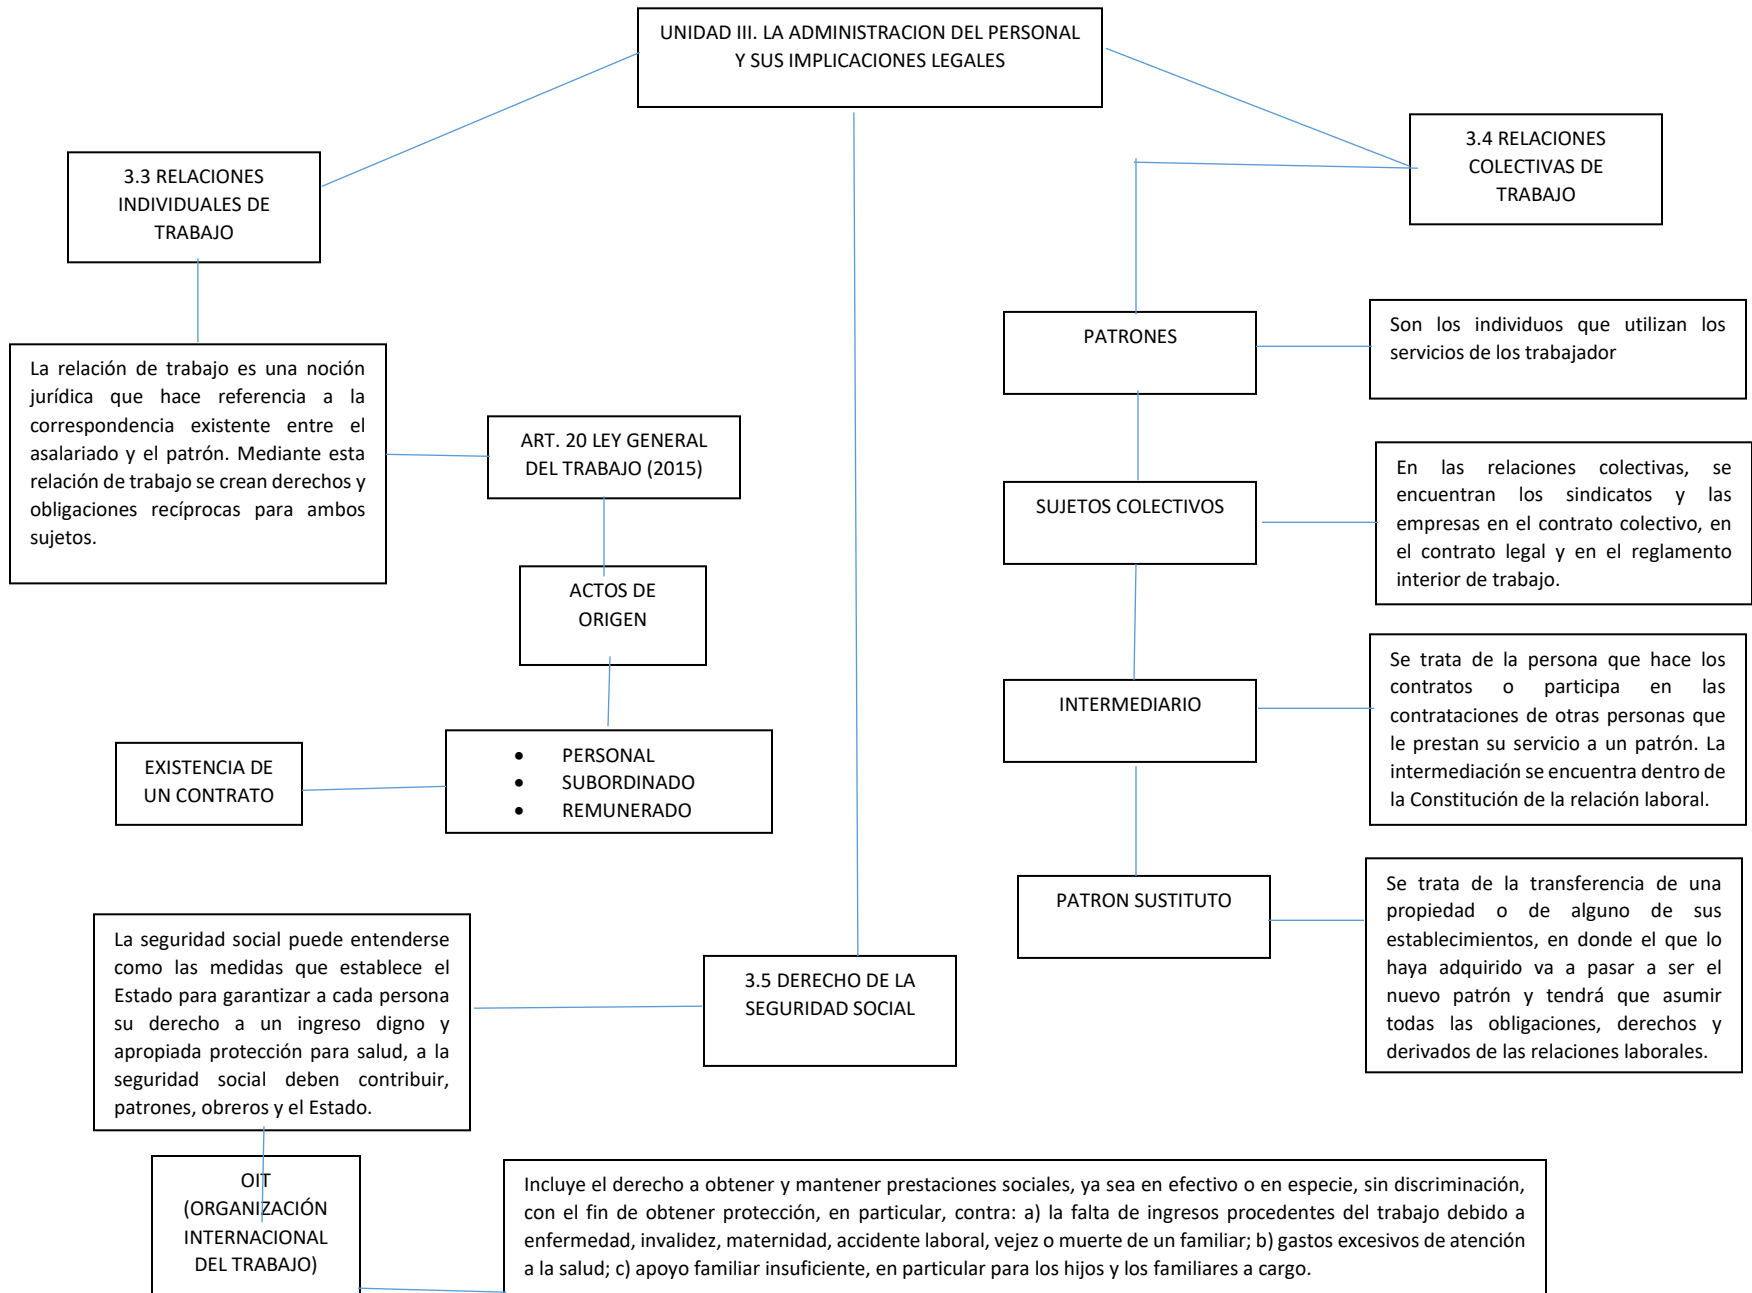 UNIDAD III. LA ADMINISTRACION DEL PERSONAL
Y SUS IMPLICACIONES LEGALES
3.3 RELACIONES
INDIVIDUALES DE
TRABAJO
La relación de trabajo es una noción
jurídica que hace referencia a la
correspondencia existente entre el
asalariado y el patrón. Mediante esta
relación de trabajo se crean derechos y
obligaciones recíprocas para ambos
sujetos.
ART. 20 LEY GENERAL
DEL TRABAJO (2015)
ACTOS DE
ORIGEN
• PERSONAL
• SUBORDINADO
• REMUNERADO
EXISTENCIA DE
UN CONTRATO
3.4 RELACIONES
COLECTIVAS DE
TRABAJO
PATRONES
Son los individuos que utilizan los
servicios de los trabajador
SUJETOS COLECTIVOS
En las relaciones colectivas, se
encuentran los sindicatos y las
empresas en el contrato colectivo, en
el contrato legal y en el reglamento
interior de trabajo.
INTERMEDIARIO
Se trata de la persona que hace los
contratos o participa en las
contrataciones de otras personas que
le prestan su servicio a un patrón. La
intermediación se encuentra dentro de
la Constitución de la relación laboral.
PATRON SUSTITUTO
Se trata de la transferencia de una
propiedad o de alguno de sus
establecimientos, en donde el que lo
haya adquirido va a pasar a ser el
nuevo patrón y tendrá que asumir
todas las obligaciones, derechos y
derivados de las relaciones laborales.
3.5 DERECHO DE LA
SEGURIDAD SOCIAL
La seguridad social puede entenderse
como las medidas que establece el
Estado para garantizar a cada persona
su derecho a un ingreso digno y
apropiada protección para salud, a la
seguridad social deben contribuir,
patrones, obreros y el Estado.
OIT
(ORGANIZACIÓN
INTERNACIONAL
DEL TRABAJO)
Incluye el derecho a obtener y mantener prestaciones sociales, ya sea en efectivo o en especie, sin discriminación,
con el fin de obtener protección, en particular, contra: a) la falta de ingresos procedentes del trabajo debido a
enfermedad, invalidez, maternidad, accidente laboral, vejez o muerte de un familiar; b) gastos excesivos de atención
a la salud; c) apoyo familiar insuficiente, en particular para los hijos y los familiares a cargo.